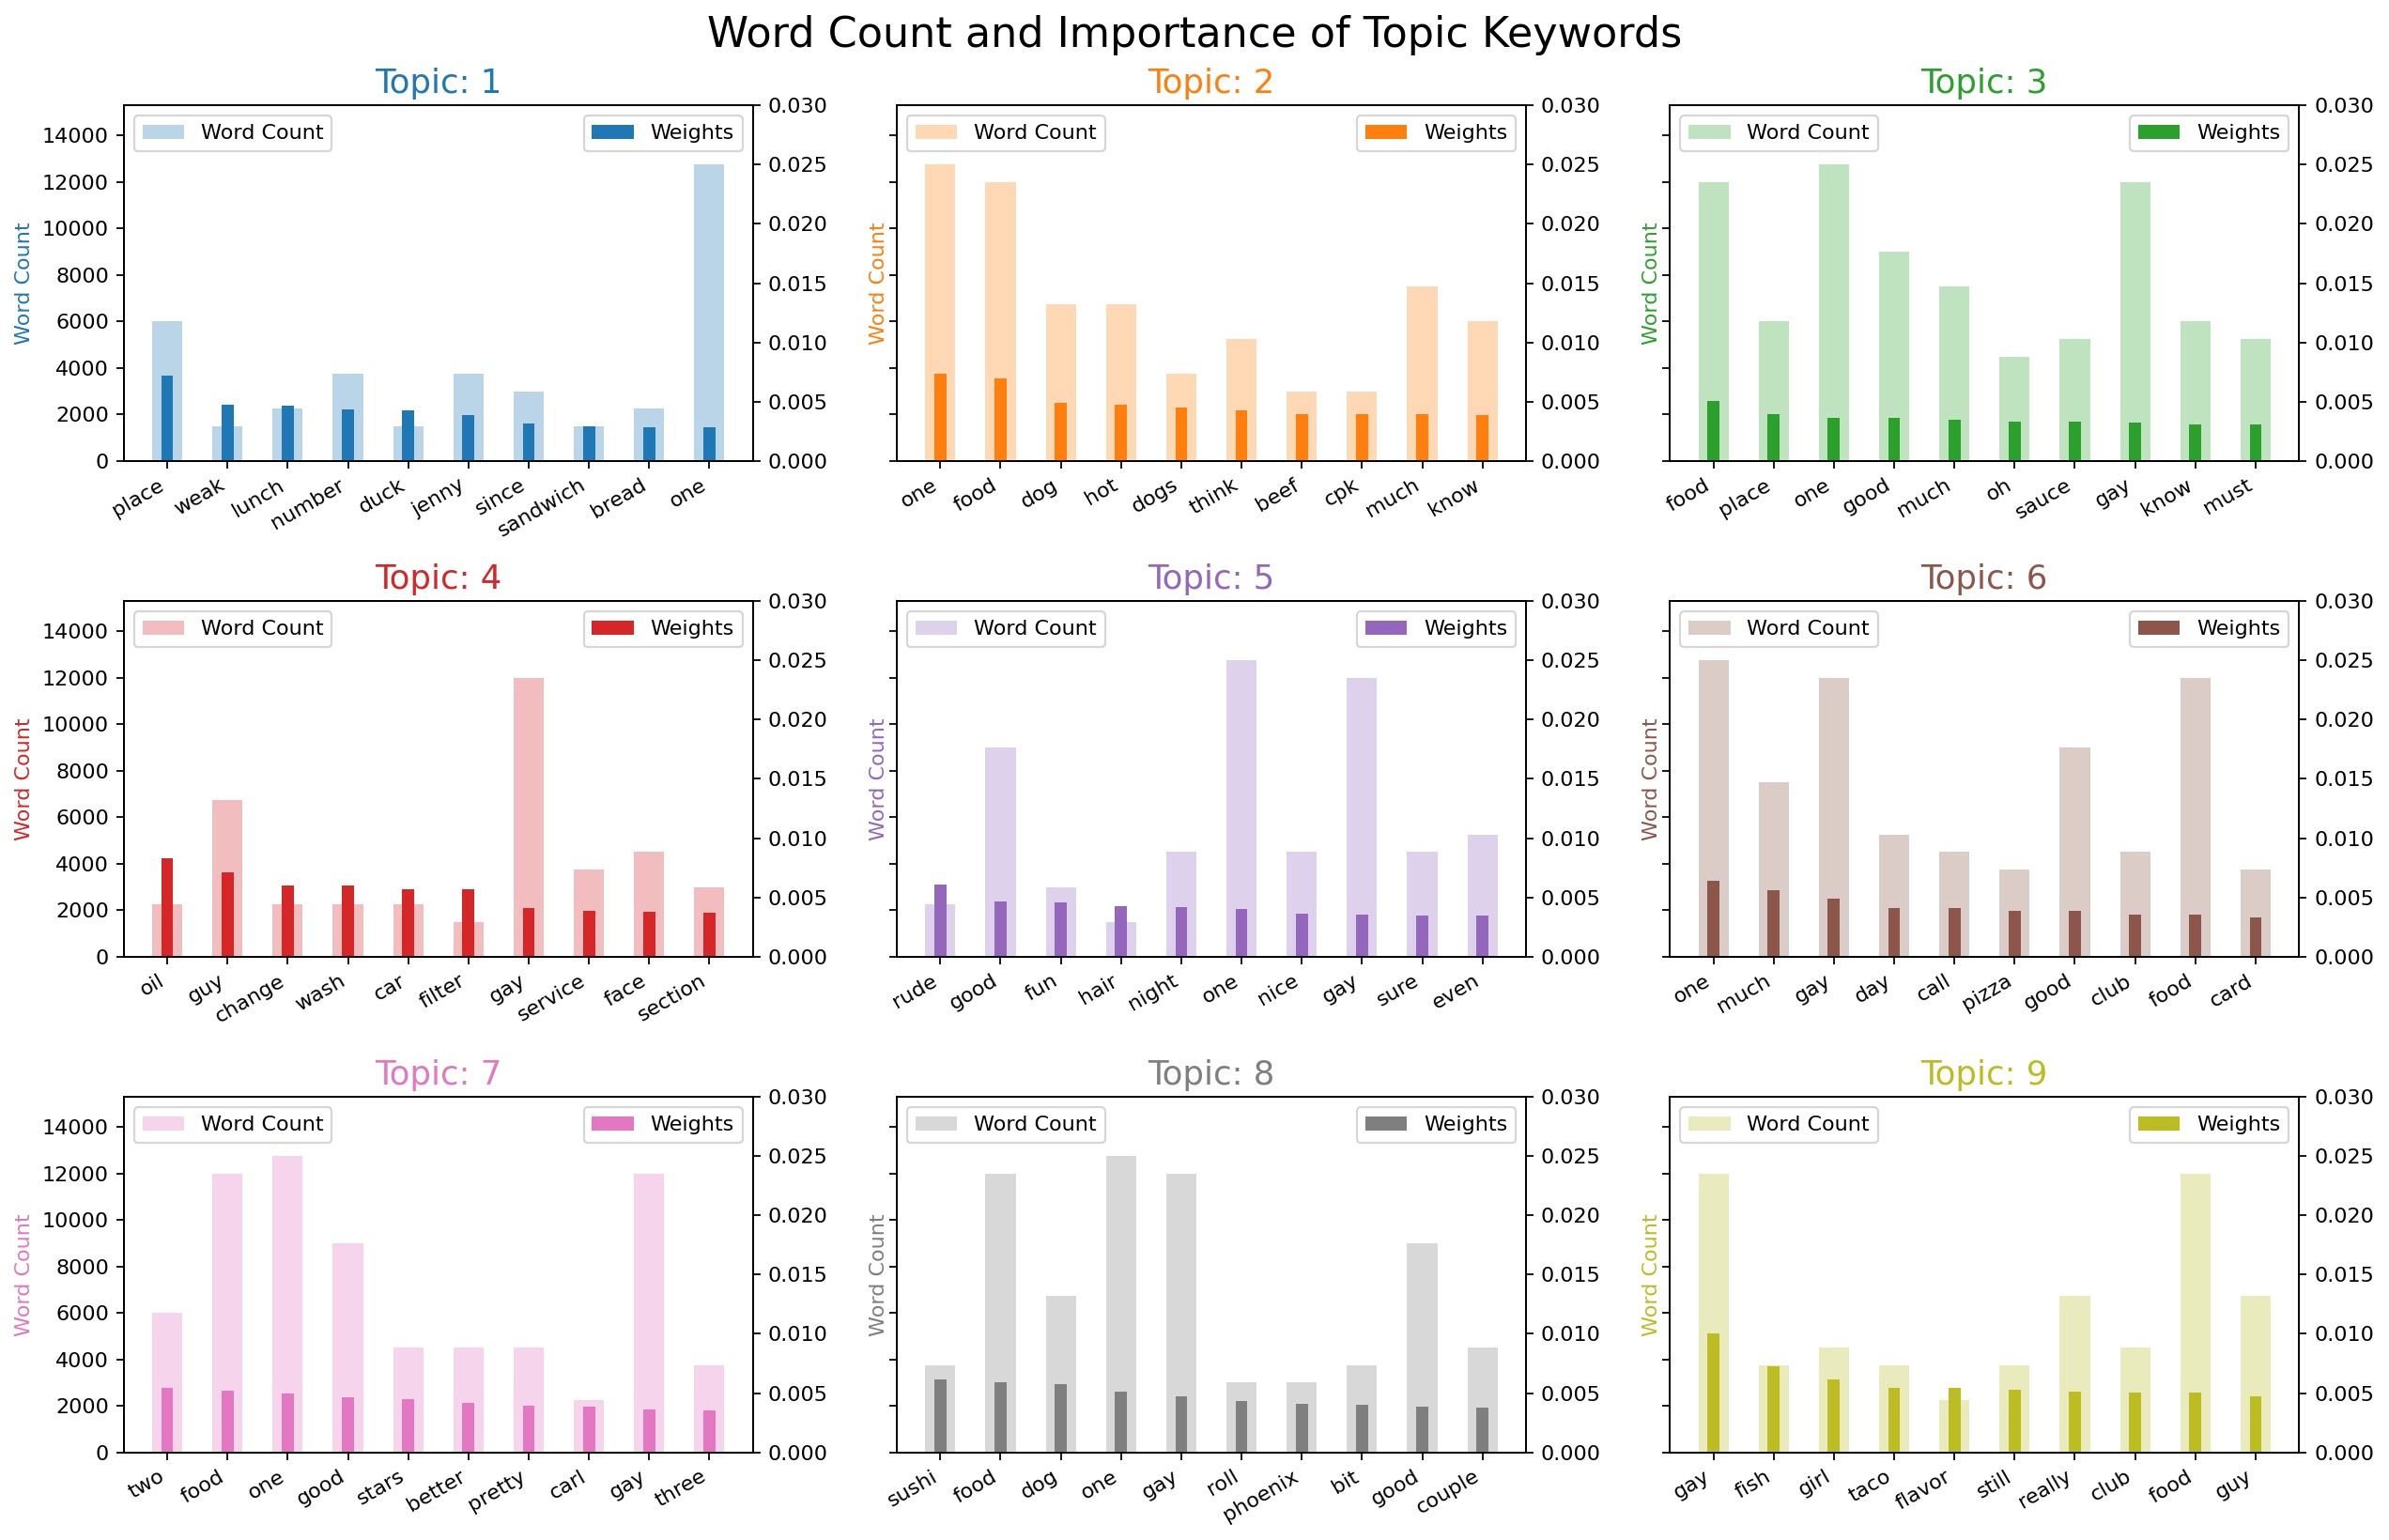 Word Count and Importance of Topic Keywords
Topic: 1
Word Count
Weights
Word Count
14000
12000
10000
8000
6000
4000
2000
0
0.030
0.025
0.020
0.015
0.010
0.005
0.000
place weak lunch number duck jenny since sandwich bread one
Topic: 2
Word Count
Weights
Word Count
0.030
0.025
0.020
0.015
0.010
0.005
0.000
one food dog hot dogs think beef cpk much know
Topic: 3
Word Count
Weights
Word Count
0.030
0.025
0.020
0.015
0.010
0.005
0.000
food place one good much oh sauce gay know must
Topic: 4
Word Count
Weights
Word Count
14000
12000
10000
8000
6000
4000
2000
0
0.030
0.025
0.020
0.015
0.010
0.005
0.000
oil guy change wash car filter gay service face section
Topic: 5
Word Count
Weights
Word Count
0.030
0.025
0.020
0.015
0.010
0.005
0.000
rude good fun hair night one nice gay sure even
Topic: 6
Word Count
Weights
Word Count
0.030
0.025
0.020
0.015
0.010
0.005
0.000
one much gay day call pizza good club food card
Topic: 7
Word Count
Weights
Word Count
14000
12000
10000
8000
6000
4000
2000
0
0.030
0.025
0.020
0.015
0.010
0.005
0.000
two food one good stars better pretty carl gay three
Topic: 8
Word Count
Weights
Word Count
0.030
0.025
0.020
0.015
0.010
0.005
0.000
sushi food dog one gay roll phoenix bit good couple
Topic: 9
Word Count
Weights
Word Count
0.030
0.025
0.020
0.015
0.010
0.005
0.000
gay fish girl taco flavor still really club food guy